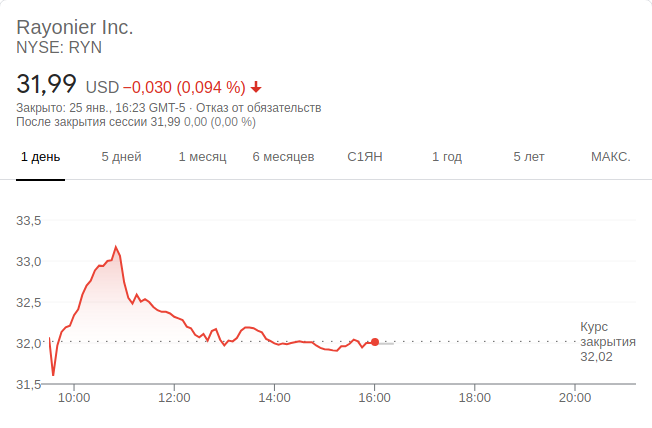 Rayonier Inc.
NYSE: RYN
31,99 USD −0,030 (0,094 %)
Закрыто: 25 янв., 16:23 GMT-5 · Отказ от обязательств
После закрытия сессии 31,99 0,00 (0,00 %)
1 день 5 дней 1 месяц 6 месяцев С1ЯН 1 год 5 лет МАКС.
33,5
33,0
32,5
32,0
31,5
Курс
закрытия
32,02
10:00 12:00 14:00 16:00 18:00 20:00